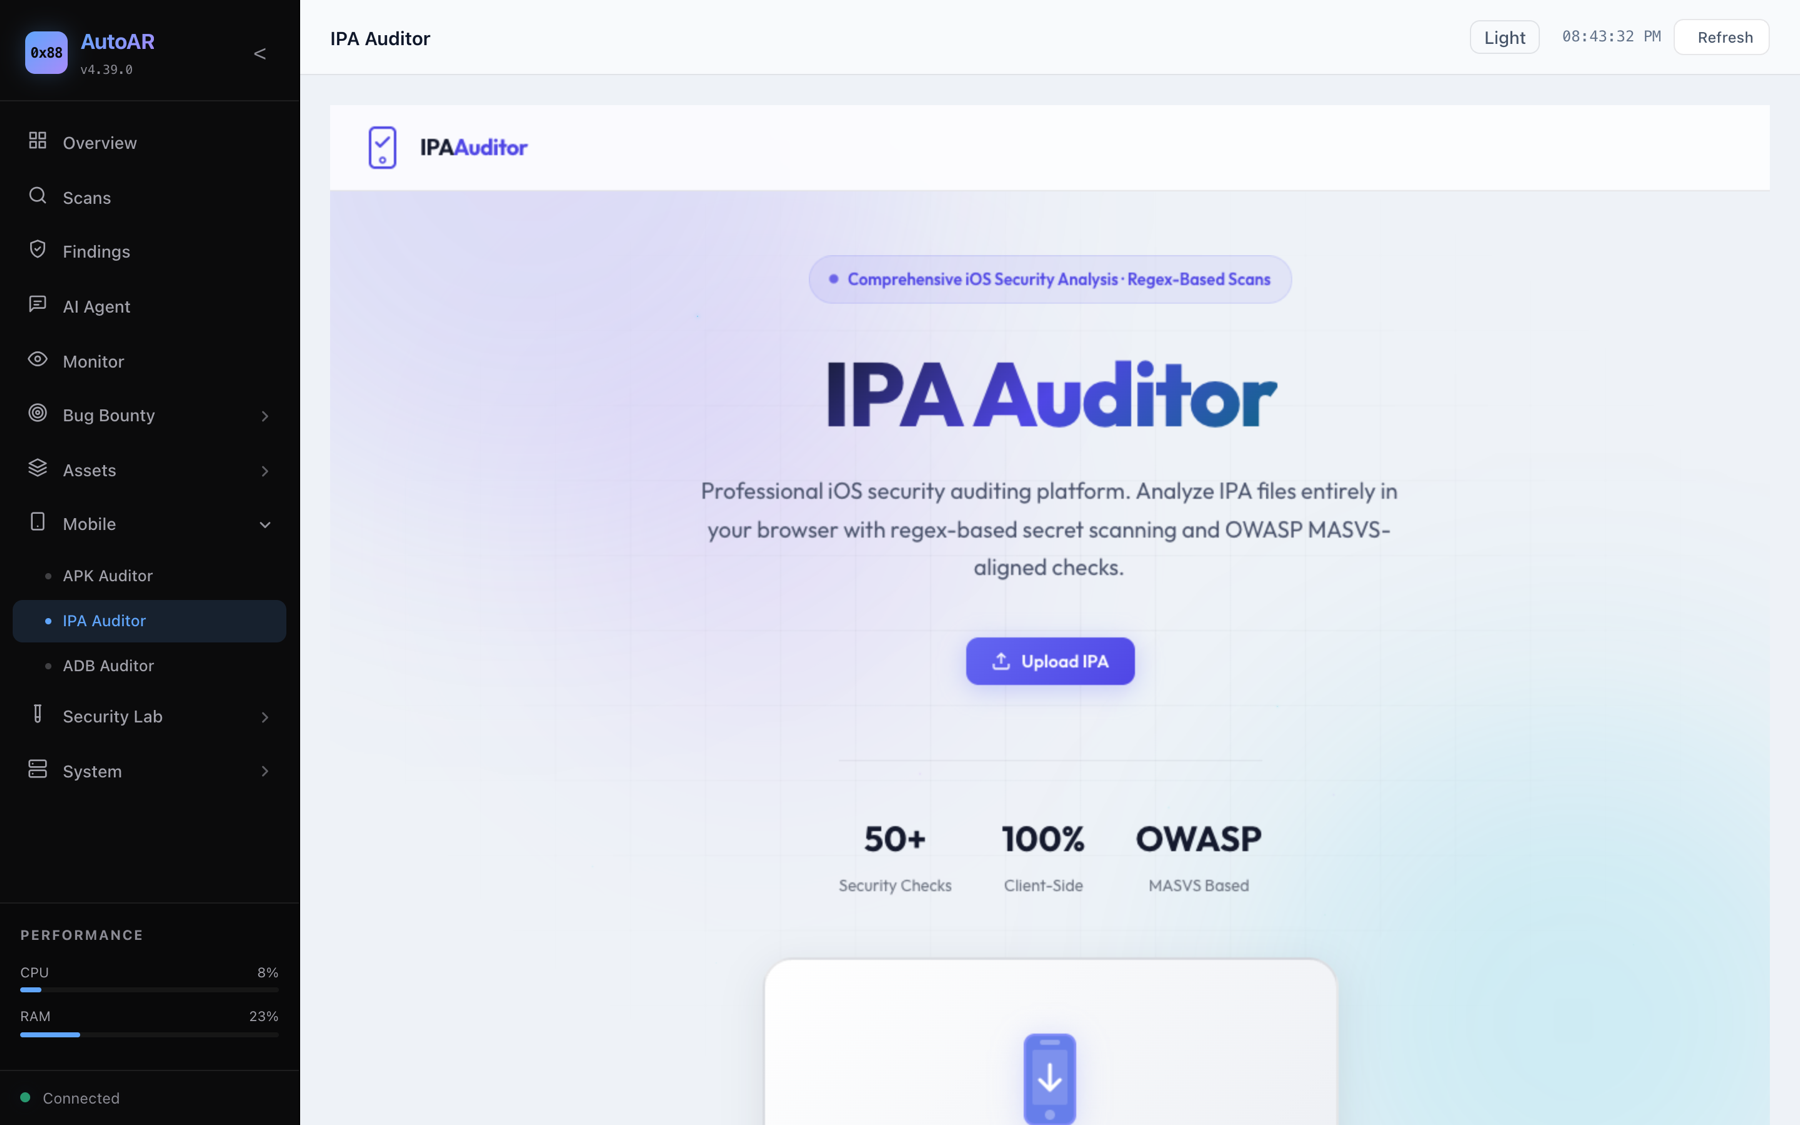 0x88
AutoAR
v4.39.0
<
Overview
Scans
Findings
AI Agent
Monitor
Bug Bounty
Assets
Mobile
APK Auditor
IPA Auditor
ADB Auditor
Security Lab
System
PERFORMANCE
CPU 8%
RAM 23%
Connected
IPA Auditor
Light
08:43:32 PM
Refresh
IPAAuditor
Comprehensive iOS Security Analysis · Regex-Based Scans
IPA Auditor
Professional iOS security auditing platform. Analyze IPA files entirely in
your browser with regex-based secret scanning and OWASP MASVS-
aligned checks.
Upload IPA
50+ 100% OWASP
Security Checks Client-Side MASVS Based